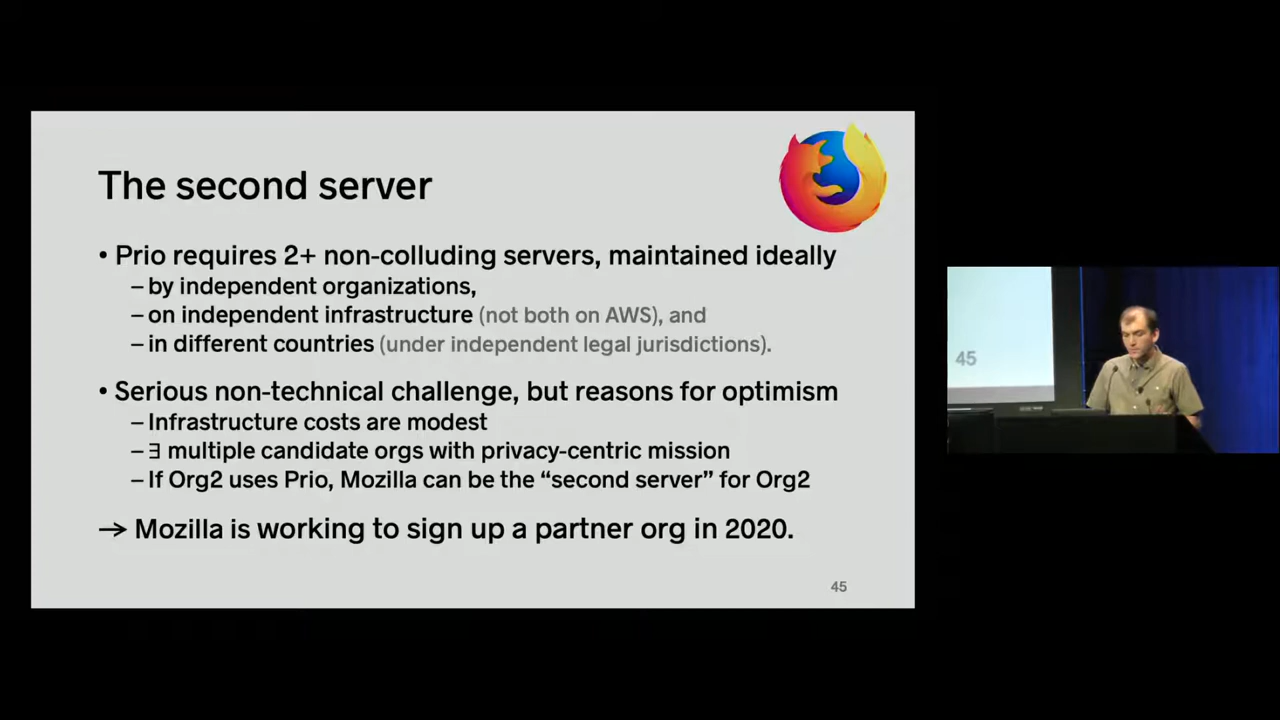 The second server
• Prio requires 2+ non-colluding servers, maintained ideally
– by independent organizations,
– on independent infrastructure (not both on AWS), and
– in different countries (under independent legal jurisdictions).
• Serious non-technical challenge, but reasons for optimism
– Infrastructure costs are modest
– ∃ multiple candidate orgs with privacy-centric mission
– If Org2 uses Prio, Mozilla can be the “second server” for Org2
→ Mozilla is working to sign up a partner org in 2020.
45
45